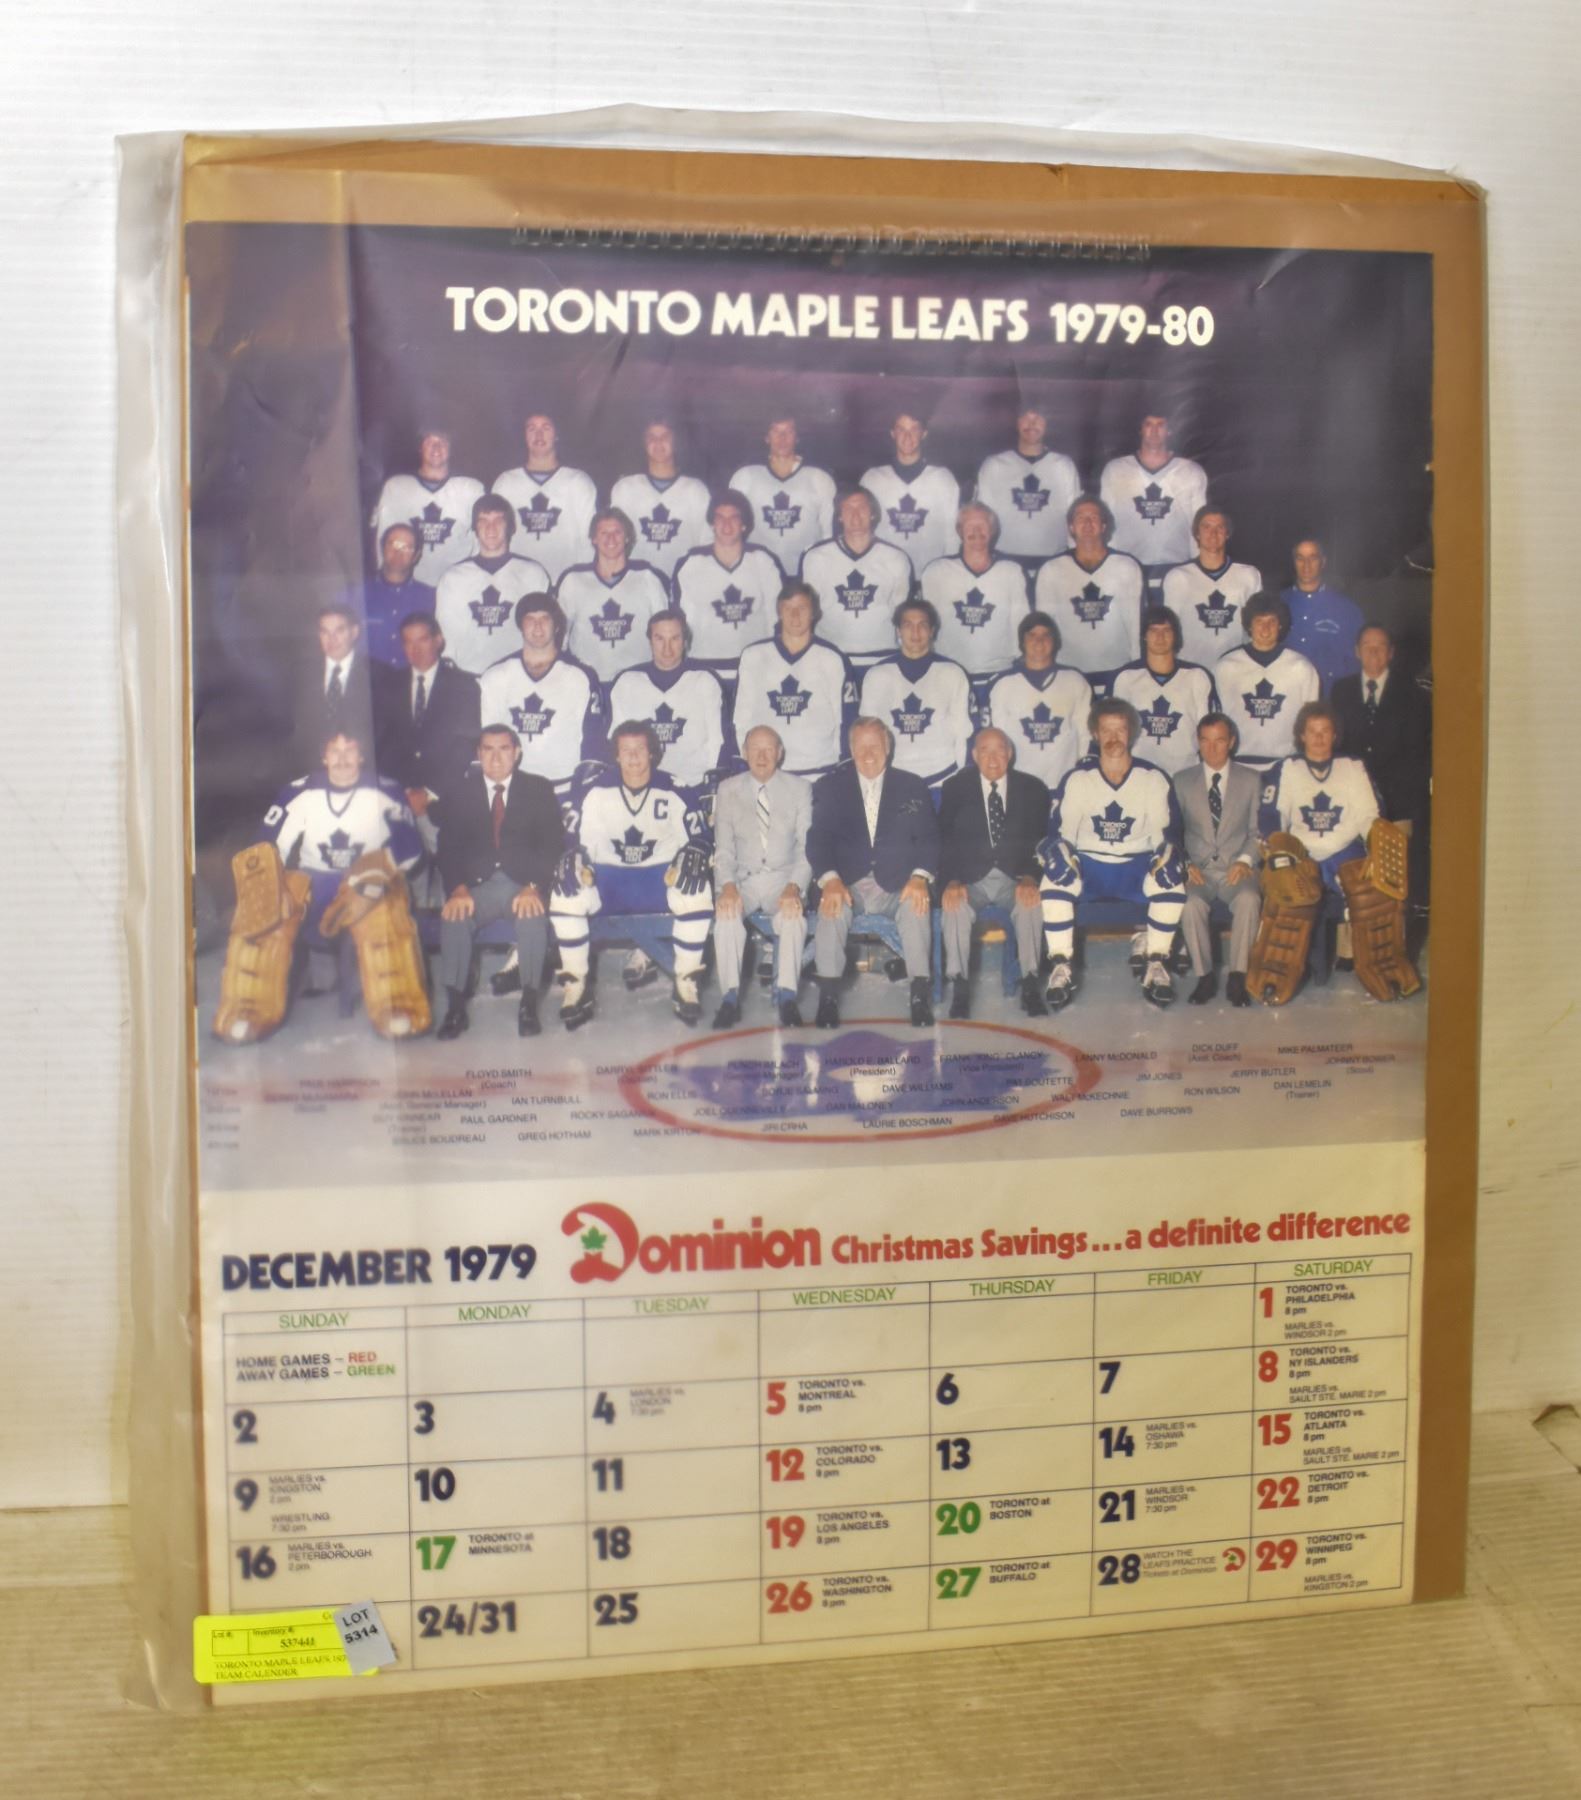 TORONTO MAPLE LEAFS 1979-80
C
FLOYD SMITH
(Coach)
DARRYL SITTLER
(Captain)
PUNCH IMLACH
(General Manager)
HAROLD E. BALLARD
(President)
FRANK "KING" CLANCY
(Vice President)
LANNY McDONALD
DICK DUFF
(Asst. Coach)
MIKE PALMATEER
PAUL HARRISON
GERRY McNAMARA
(Scout)
JOHN McLELLAN
(Asst. General Manager)
IAN TURNBULL
RON ELLIS
BORJE SALMING
DAVE WILLIAMS
PAT BOUTETTE
JIM JONES
JERRY BUTLER
JOHNNY BOWER
(Scout)
GUY KINNEAR
(Trainer)
PAUL GARDNER
ROCKY SAGANIUK
JOEL QUENNEVILLE
DAN MALONEY
JOHN ANDERSON
WALT McKECHNIE
RON WILSON
DAN LEMELIN
(Trainer)
BRUCE BOUDREAU
GREG HOTHAM
MARK KIRTON
JIRI CRHA
LAURIE BOSCHMAN
DAVE HUTCHISON
DAVE BURROWS
DECEMBER 1979
Dominion Christmas Savings...a definite difference
SUNDAY MONDAY TUESDAY WEDNESDAY THURSDAY FRIDAY SATURDAY
HOME GAMES – RED
AWAY GAMES – GREEN
1 TORONTO vs.
PHILADELPHIA
8 pm
MARLIES vs.
WINDSOR 2 pm
2
3
4 MARLIES vs.
LONDON
7:30 pm
5 TORONTO vs.
MONTREAL
8 pm
6
7
8 TORONTO vs.
NY ISLANDERS
8 pm
MARLIES vs.
SAULT STE. MARIE 2 pm
9 MARLIES vs.
KINGSTON
2 pm
WRESTLING
7:30 pm
10
11
12 TORONTO vs.
COLORADO
8 pm
13
14 MARLIES vs.
OSHAWA
7:30 pm
15 TORONTO vs.
ATLANTA
8 pm
MARLIES vs.
SAULT STE. MARIE 2 pm
16 MARLIES vs.
PETERBOROUGH
2 pm
17 TORONTO at
MINNESOTA
18
19 TORONTO vs.
LOS ANGELES
8 pm
20 TORONTO at
BOSTON
21 MARLIES vs.
WINDSOR
7:30 pm
22 TORONTO vs.
DETROIT
8 pm
24/31
25
26 TORONTO vs.
WASHINGTON
8 pm
27 TORONTO at
BUFFALO
28 WATCH THE
LEAFS PRACTICE
Tickets at Dominion
29 TORONTO vs.
WINNIPEG
8 pm
MARLIES vs.
KINGSTON 2 pm
Lot #: Inventory #:
537441
TORONTO MAPLE LEAFS
TEAM CALENDER
LOT
5314